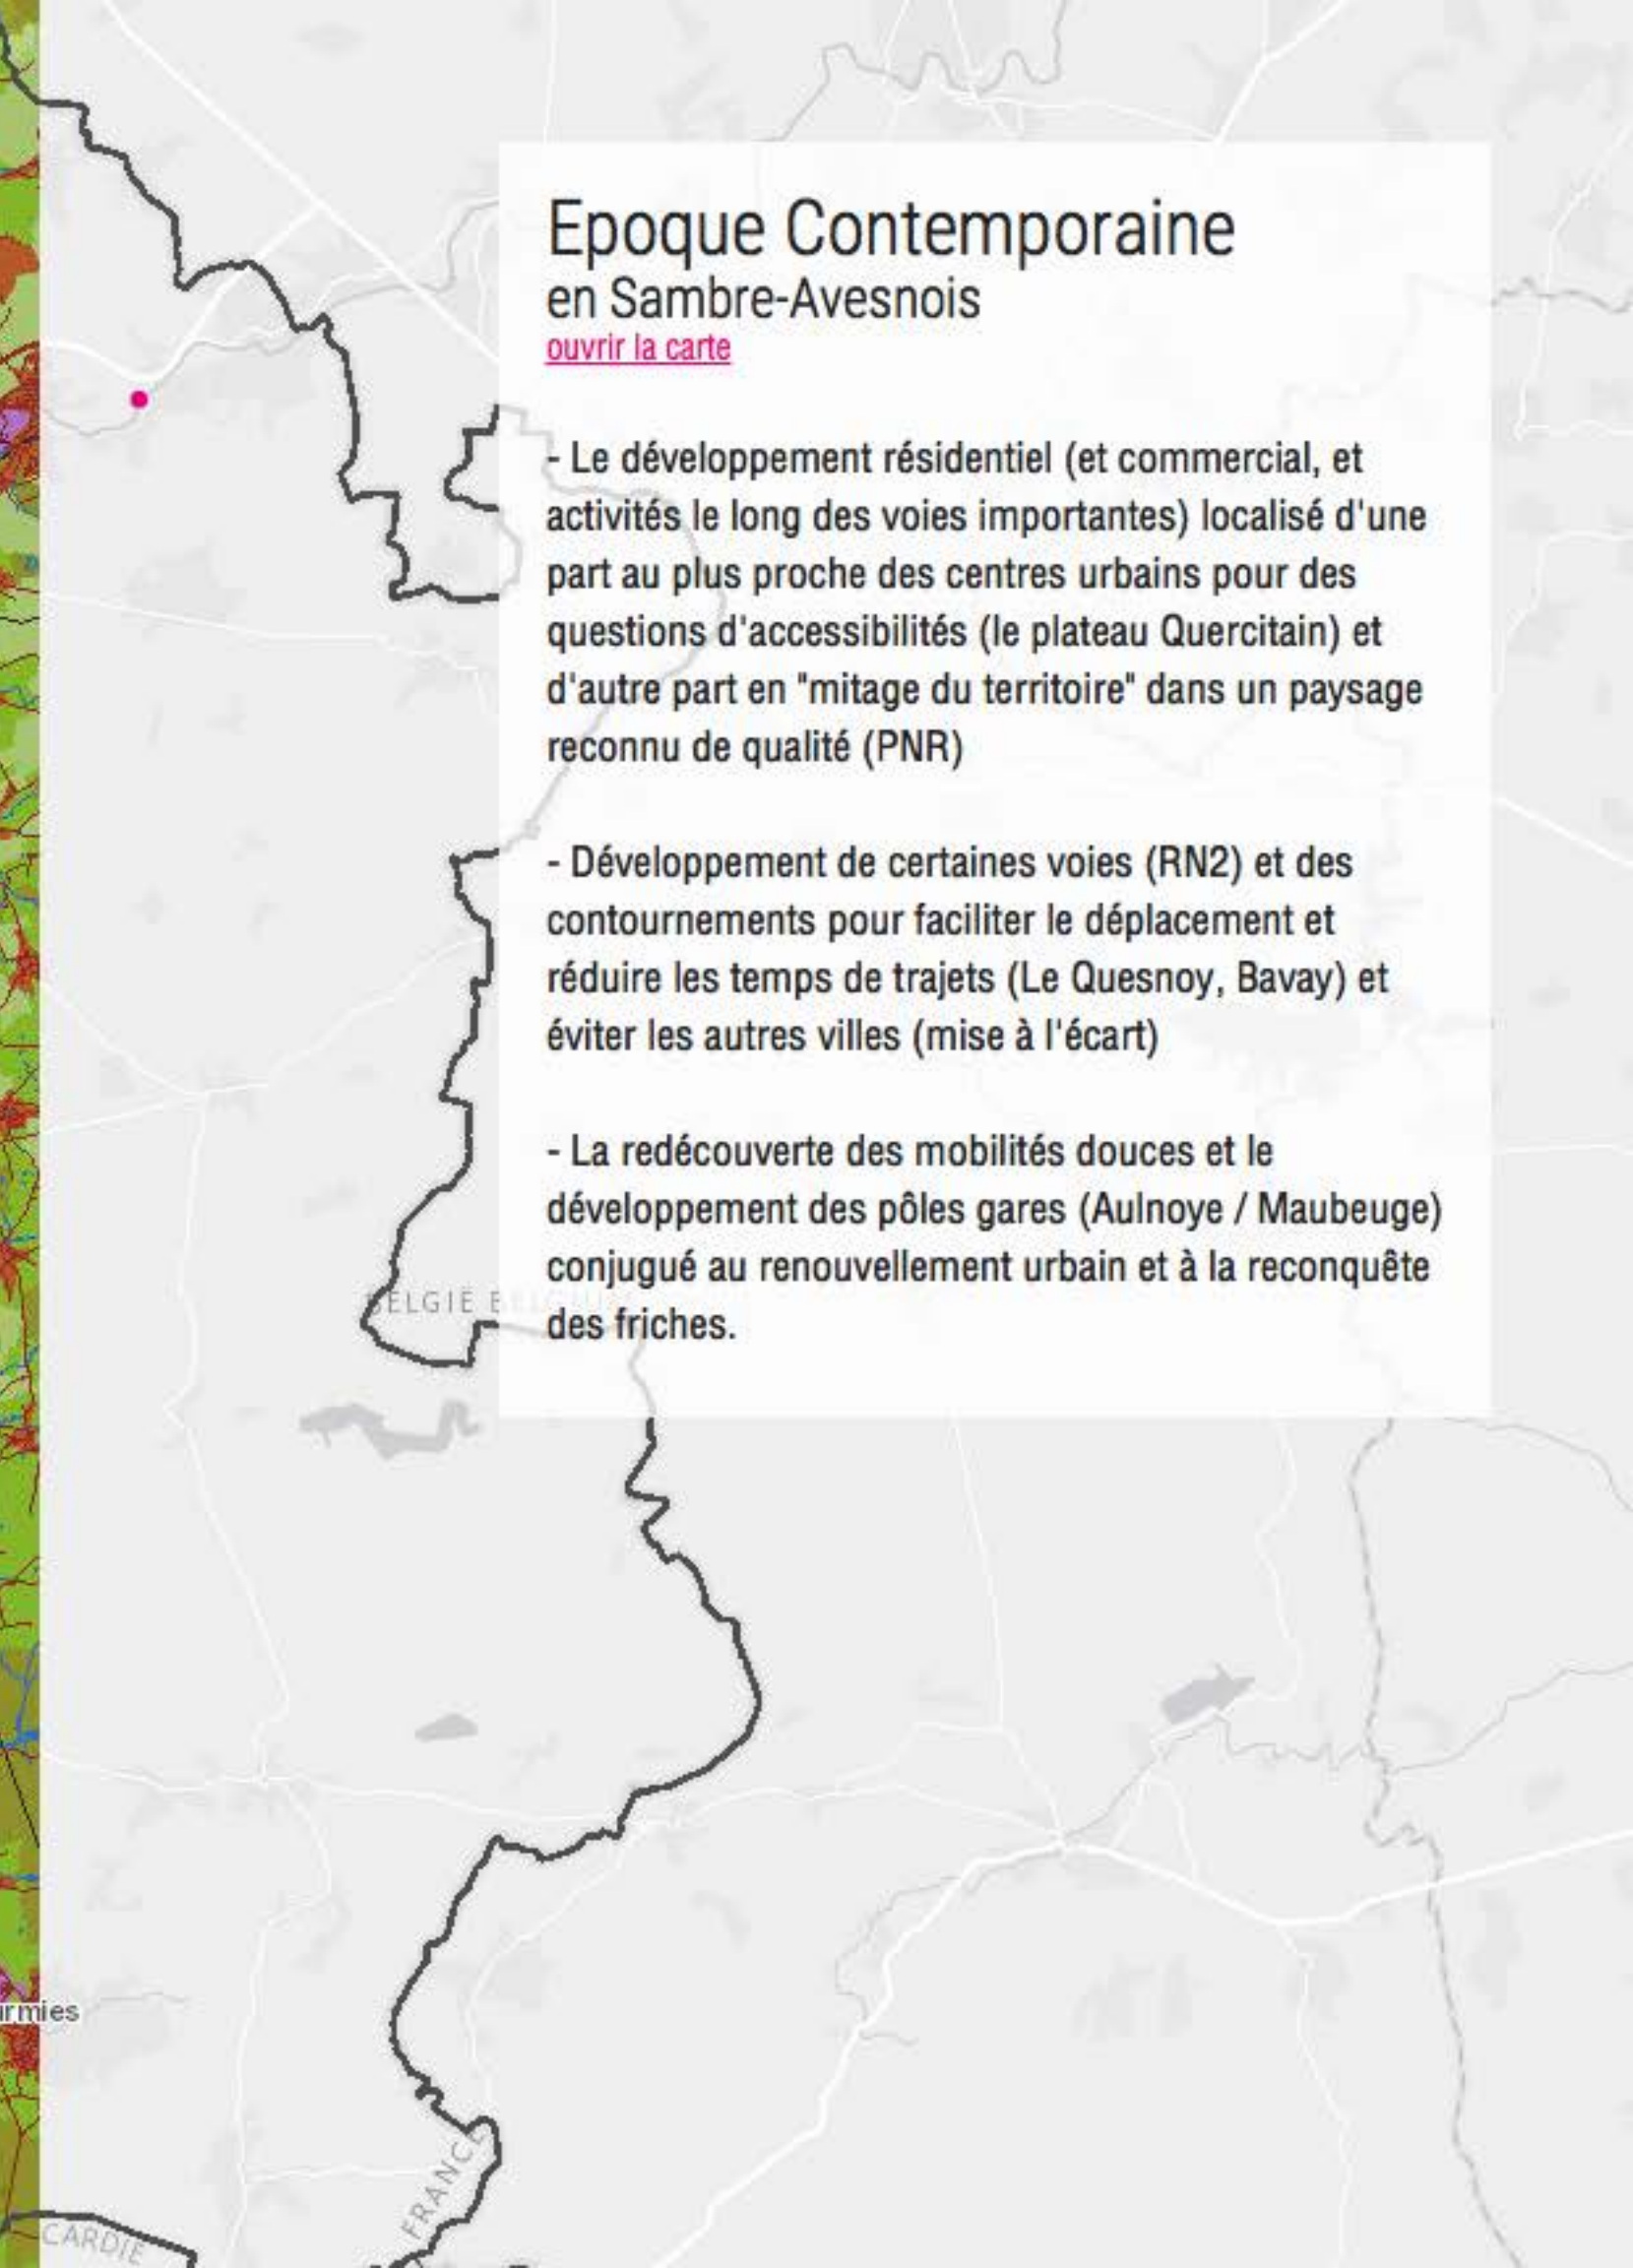 Epoque Contemporaine
en Sambre-Avesnois
ouvrir la carte
- Le développement résidentiel (et commercial, et
activités le long des voies importantes) localisé d'une
part au plus proche des centres urbains pour des
questions d'accessibilités (le plateau Quercitain) et
d'autre part en "mitage du territoire" dans un paysage
reconnu de qualité (PNR)
- Développement de certaines voies (RN2) et des
contournements pour faciliter le déplacement et
réduire les temps de trajets (Le Quesnoy, Bavay) et
éviter les autres villes (mise à l'écart)
- La redécouverte des mobilités douces et le
développement des pôles gares (Aulnoye / Maubeuge)
conjugué au renouvellement urbain et à la reconquête
des friches.
BELGIË
rmies
FRANCE
CARDIE